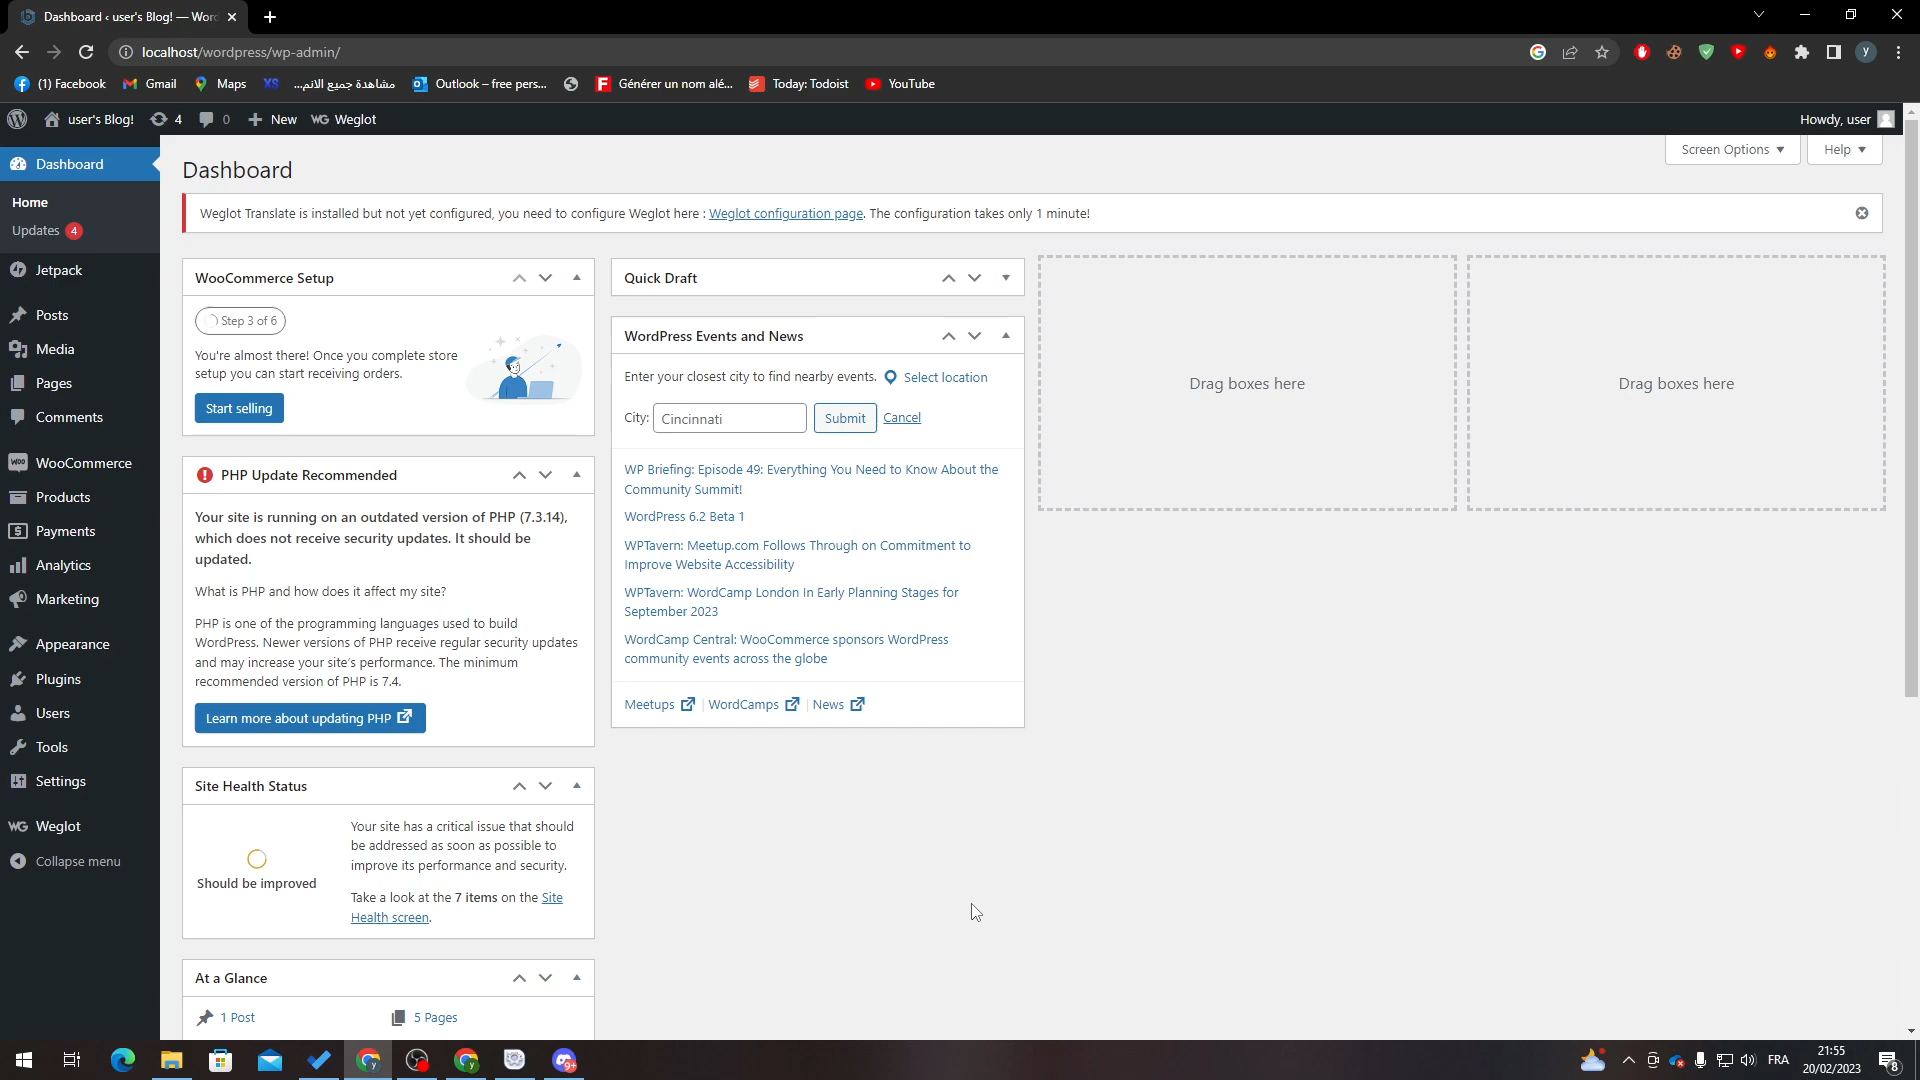 Dashboard ‹ user's Blog! — Wor
localhost/wordpress/wp-admin/
y
(1) Facebook
Gmail
Maps
XS
مشاهدة جميع الانم...
Outlook – free pers...
Générer un nom alé...
Today: Todoist
YouTube
user's Blog!
4
0
New
WG Weglot
Howdy, user
Dashboard
Home
Updates 4
Jetpack
Posts
Media
Pages
Comments
WooCommerce
Products
Payments
Analytics
Marketing
Appearance
Plugins
Users
Tools
Settings
WG Weglot
Collapse menu
Screen Options
Help
Dashboard
Weglot Translate is installed but not yet configured, you need to configure Weglot here : Weglot configuration page. The configuration takes only 1 minute!
WooCommerce Setup
Step 3 of 6
You're almost there! Once you complete store
setup you can start receiving orders.
Start selling
PHP Update Recommended
Your site is running on an outdated version of PHP (7.3.14),
which does not receive security updates. It should be
updated.
What is PHP and how does it affect my site?
PHP is one of the programming languages used to build
WordPress. Newer versions of PHP receive regular security updates
and may increase your site's performance. The minimum
recommended version of PHP is 7.4.
Learn more about updating PHP
Site Health Status
Should be improved
Your site has a critical issue that should
be addressed as soon as possible to
improve its performance and security.
Take a look at the 7 items on the Site
Health screen.
At a Glance
1 Post
5 Pages
Quick Draft
WordPress Events and News
Enter your closest city to find nearby events.
Select location
City:
Cincinnati
Submit
Cancel
WP Briefing: Episode 49: Everything You Need to Know About the
Community Summit!
WordPress 6.2 Beta 1
WPTavern: Meetup.com Follows Through on Commitment to
Improve Website Accessibility
WPTavern: WordCamp London In Early Planning Stages for
September 2023
WordCamp Central: WooCommerce sponsors WordPress
community events across the globe
Meetups
WordCamps
News
Drag boxes here
Drag boxes here
FRA
21:55
20/02/2023
8